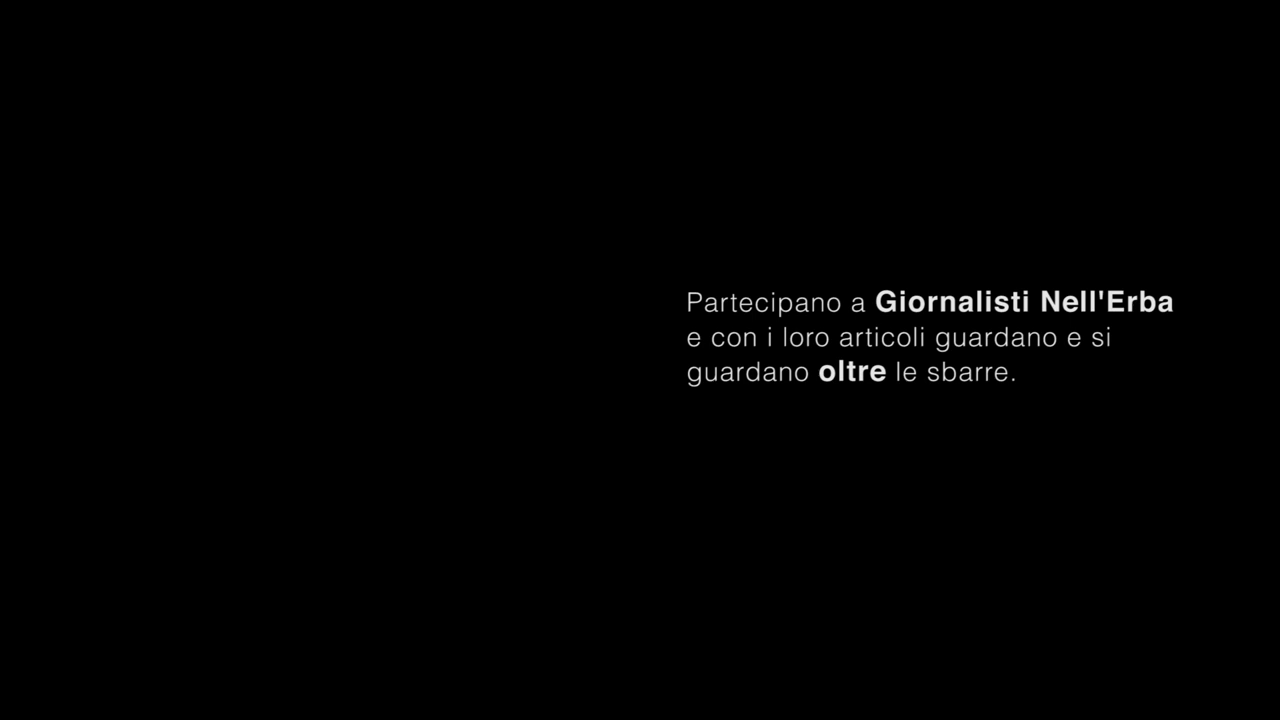 Partecipano a Giornalisti Nell'Erba
e con i loro articoli guardano e si
guardano oltre le sbarre.